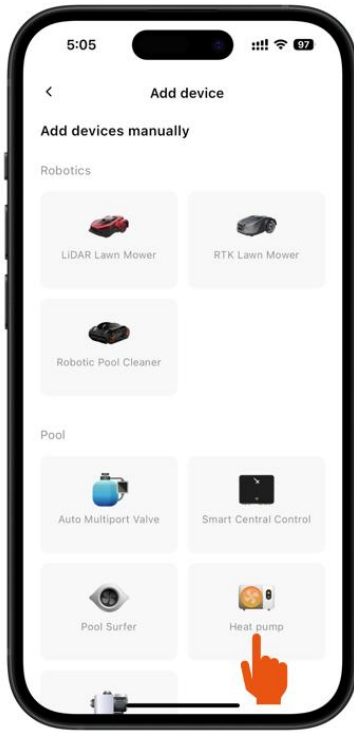 5:05
97
Add device
Add devices manually
Robotics
LiDAR Lawn Mower
RTK Lawn Mower
Robotic Pool Cleaner
Pool
Auto Multiport Valve
Smart Central Control
Pool Surfer
Heat pump